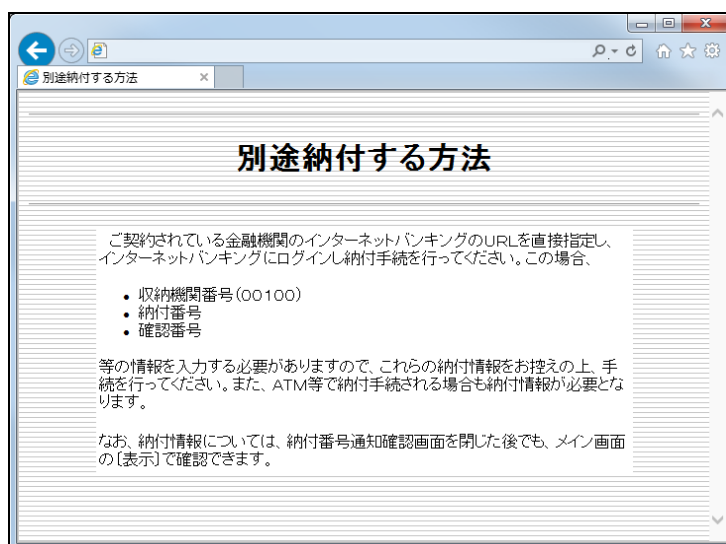 別途納付する方法
別途納付する方法
ご契約されている金融機関のインターネットバンキングのURLを直接指定し、
インターネットバンキングにログインし納付手続を行ってください。この場合、
• 収納機関番号(00100)
• 納付番号
• 確認番号
等の情報を入力する必要がありますので、これらの納付情報をお控えの上、手
続を行ってください。また、ATM等で納付手続される場合も納付情報が必要とな
ります。
なお、納付情報については、納付番号通知確認画面を閉じた後でも、メイン画面
の[表示]で確認できます。